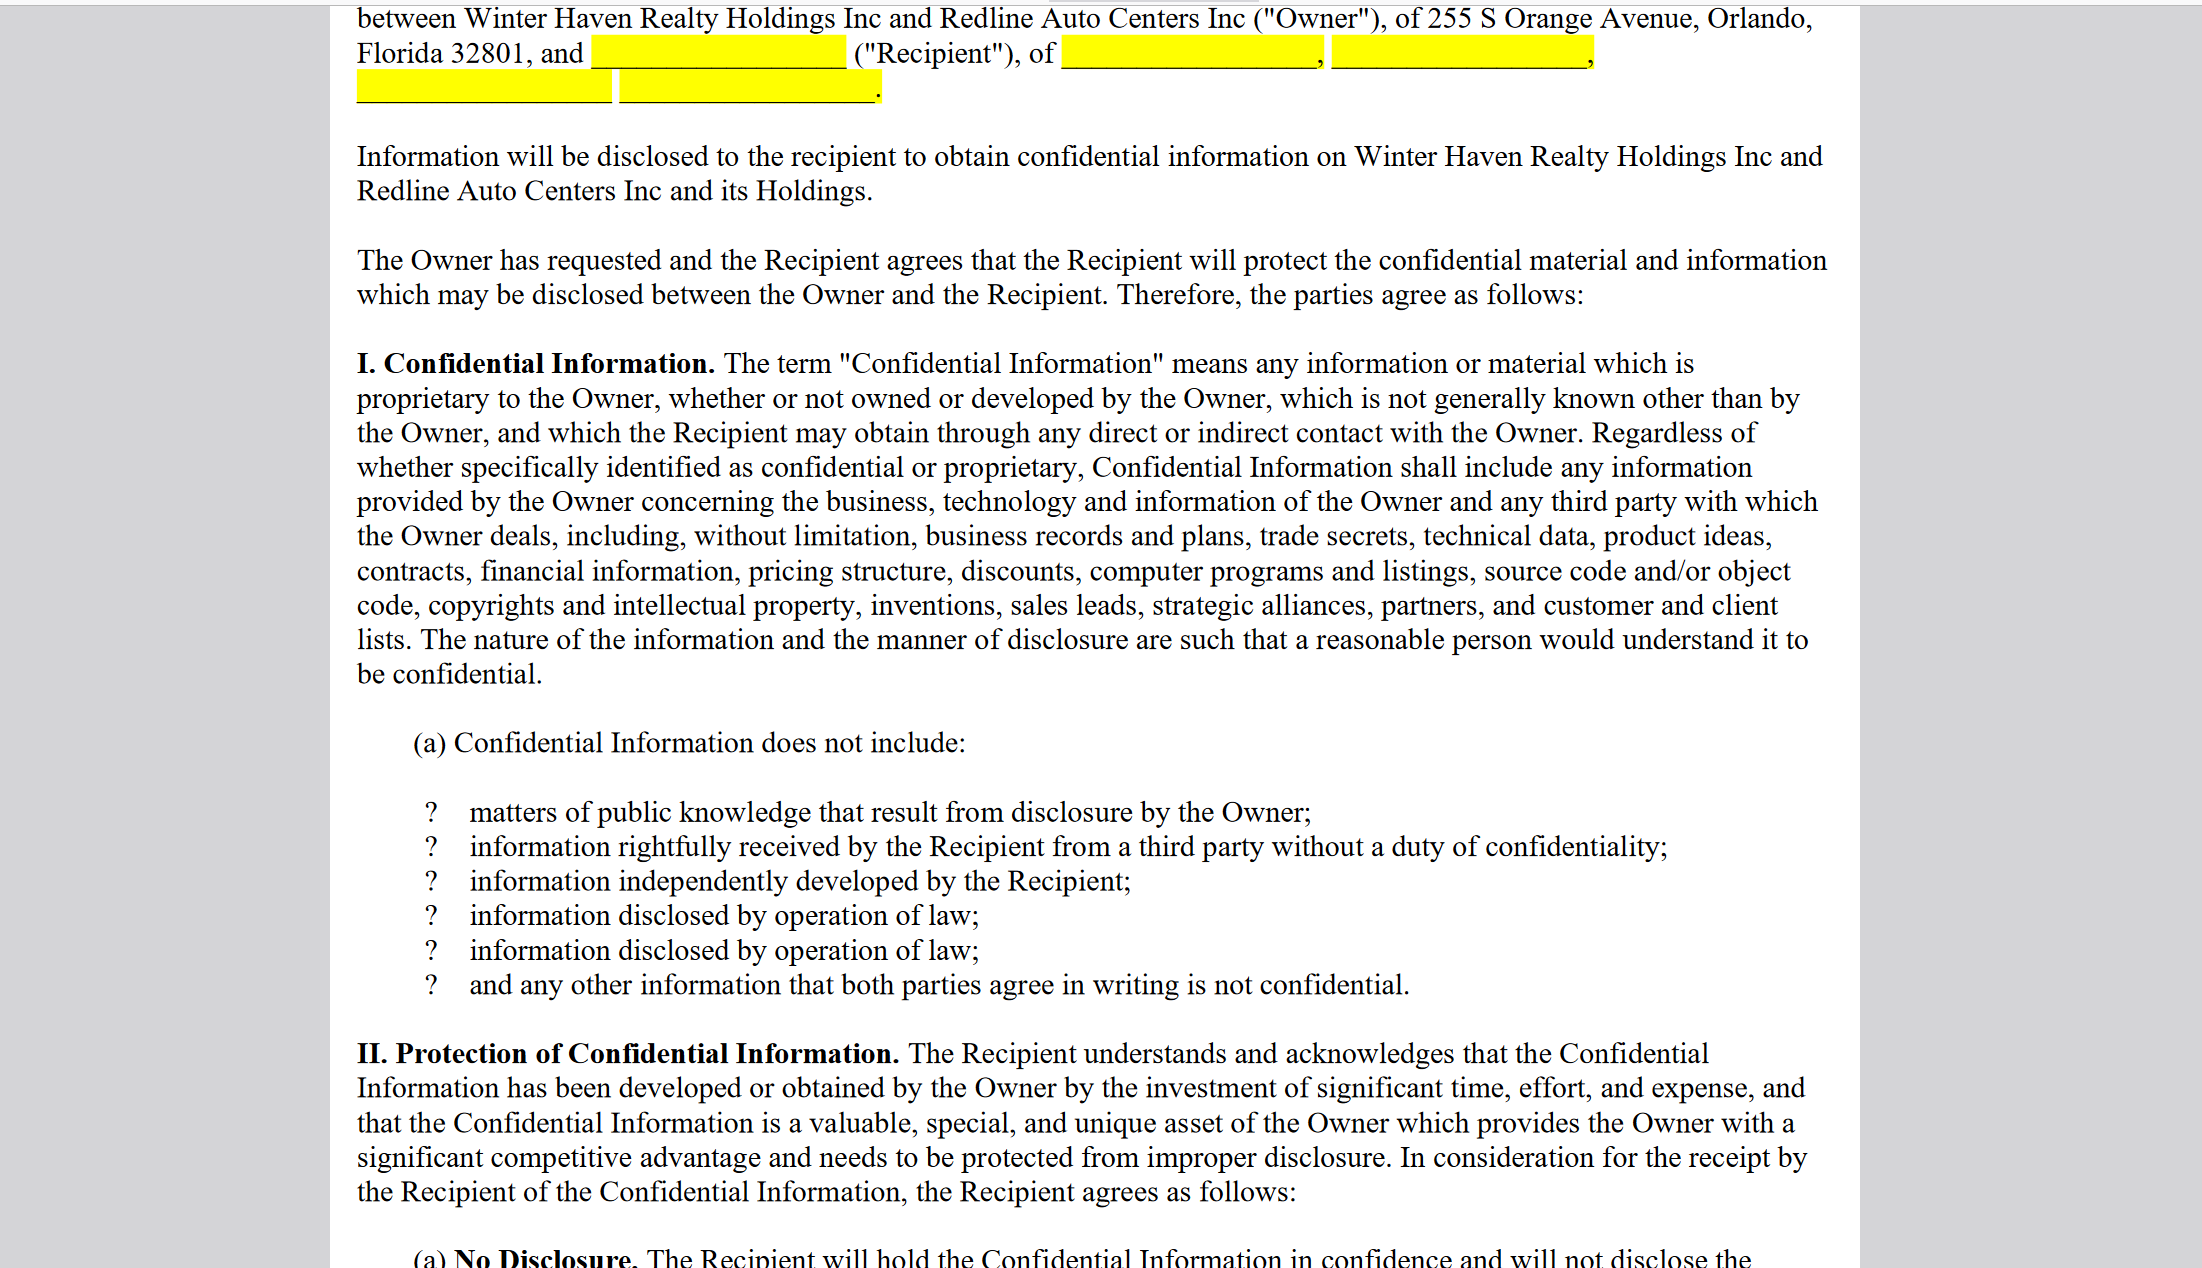 between Winter Haven Realty Holdings Inc and Redline Auto Centers Inc ("Owner"), of 255 S Orange Avenue, Orlando,
Florida 32801, and _________________ ("Recipient"), of _________________, _________________,
_________________ _________________.
Information will be disclosed to the recipient to obtain confidential information on Winter Haven Realty Holdings Inc and
Redline Auto Centers Inc and its Holdings.
The Owner has requested and the Recipient agrees that the Recipient will protect the confidential material and information
which may be disclosed between the Owner and the Recipient. Therefore, the parties agree as follows:
I. Confidential Information. The term "Confidential Information" means any information or material which is
proprietary to the Owner, whether or not owned or developed by the Owner, which is not generally known other than by
the Owner, and which the Recipient may obtain through any direct or indirect contact with the Owner. Regardless of
whether specifically identified as confidential or proprietary, Confidential Information shall include any information
provided by the Owner concerning the business, technology and information of the Owner and any third party with which
the Owner deals, including, without limitation, business records and plans, trade secrets, technical data, product ideas,
contracts, financial information, pricing structure, discounts, computer programs and listings, source code and/or object
code, copyrights and intellectual property, inventions, sales leads, strategic alliances, partners, and customer and client
lists. The nature of the information and the manner of disclosure are such that a reasonable person would understand it to
be confidential.
(a) Confidential Information does not include:
? matters of public knowledge that result from disclosure by the Owner;
? information rightfully received by the Recipient from a third party without a duty of confidentiality;
? information independently developed by the Recipient;
? information disclosed by operation of law;
? information disclosed by operation of law;
? and any other information that both parties agree in writing is not confidential.
II. Protection of Confidential Information. The Recipient understands and acknowledges that the Confidential
Information has been developed or obtained by the Owner by the investment of significant time, effort, and expense, and
that the Confidential Information is a valuable, special, and unique asset of the Owner which provides the Owner with a
significant competitive advantage and needs to be protected from improper disclosure. In consideration for the receipt by
the Recipient of the Confidential Information, the Recipient agrees as follows:
(a) No Disclosure. The Recipient will hold the Confidential Information in confidence and will not disclose the